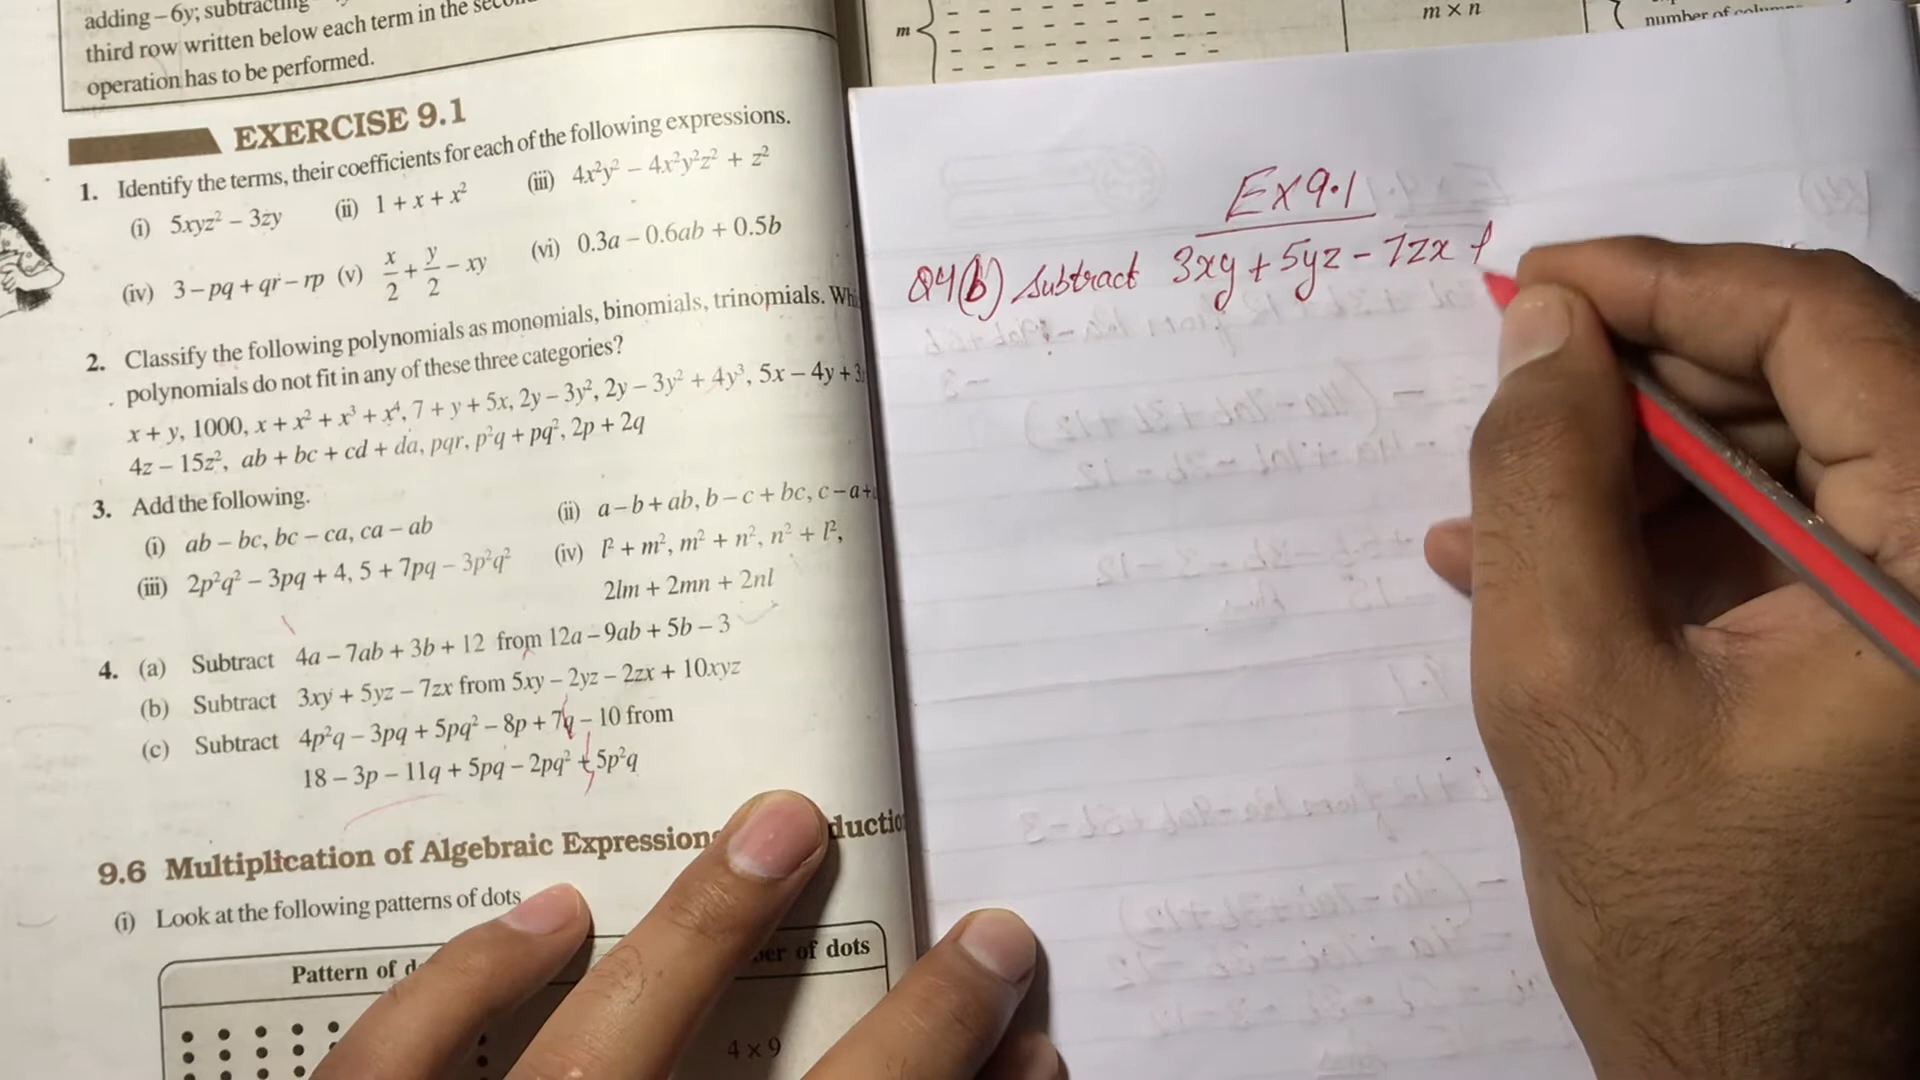 adding – 6y; subtracting
third row written below each term in the
operation has to be performed.
EXERCISE 9.1
1. Identify the terms, their coefficients for each of the following expressions.
(i) 5xyz² – 3zy (ii) 1 + x + x² (iii) 4x²y² – 4x²y²z² + z²
(iv) 3 – pq + qr – rp (v) x/2 + y/2 – xy (vi) 0.3a – 0.6ab + 0.5b
2. Classify the following polynomials as monomials, binomials, trinomials.
polynomials do not fit in any of these three categories?
x + y, 1000, x + x² + x³ + x⁴, 7 + y + 5x, 2y – 3y², 2y – 3y² + 4y³, 5x – 4y + 3
4z – 15z², ab + bc + cd + da, pqr, p²q + pq², 2p + 2q
3. Add the following.
(i) ab – bc, bc – ca, ca – ab (ii) a – b + ab, b – c + bc, c – a +
(iii) 2p²q² – 3pq + 4, 5 + 7pq – 3p²q² (iv) l² + m², m² + n², n² + l²,
2lm + 2mn + 2nl
4. (a) Subtract 4a – 7ab + 3b + 12 from 12a – 9ab + 5b – 3
(b) Subtract 3xy + 5yz – 7zx from 5xy – 2yz – 2zx + 10xyz
(c) Subtract 4p²q – 3pq + 5pq² – 8p + 7q – 10 from
18 – 3p – 11q + 5pq – 2pq² + 5p²q
9.6 Multiplication of Algebraic Expressions
(i) Look at the following patterns of dots
Pattern of of dots
4 × 9
m m × n number of
Ex 9.1
Q4(b) Subtract 3xy + 5yz - 7zx f